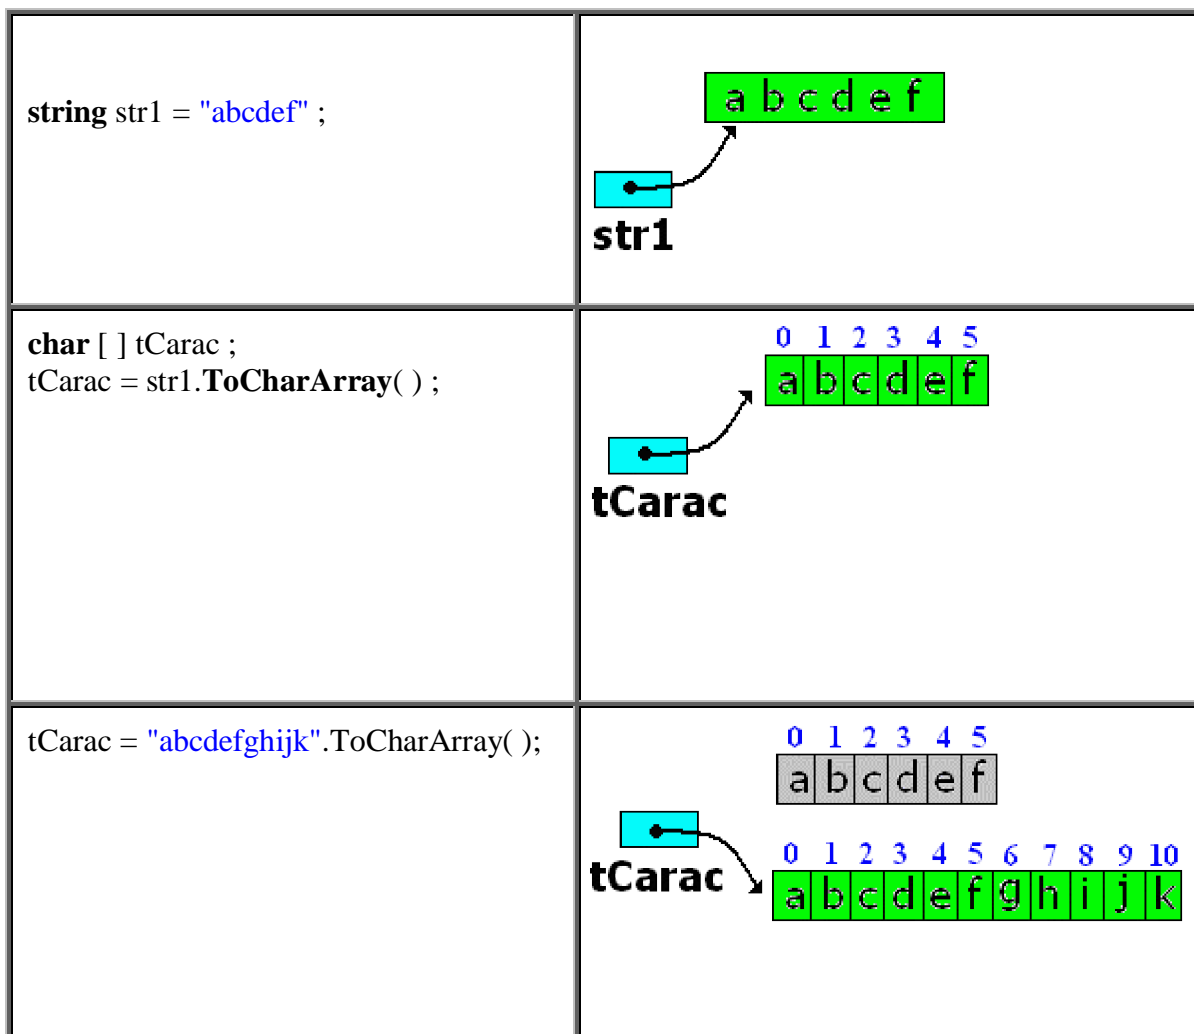 string str1 = "abcdef" ;
a b c d e f
str1
char [ ] tCarac ;
tCarac = str1.ToCharArray( ) ;
0 1 2 3 4 5
a b c d e f
tCarac
tCarac = "abcdefghijk".ToCharArray( );
0 1 2 3 4 5
a b c d e f
tCarac
0 1 2 3 4 5 6 7 8 9 10
a b c d e f g h i j k